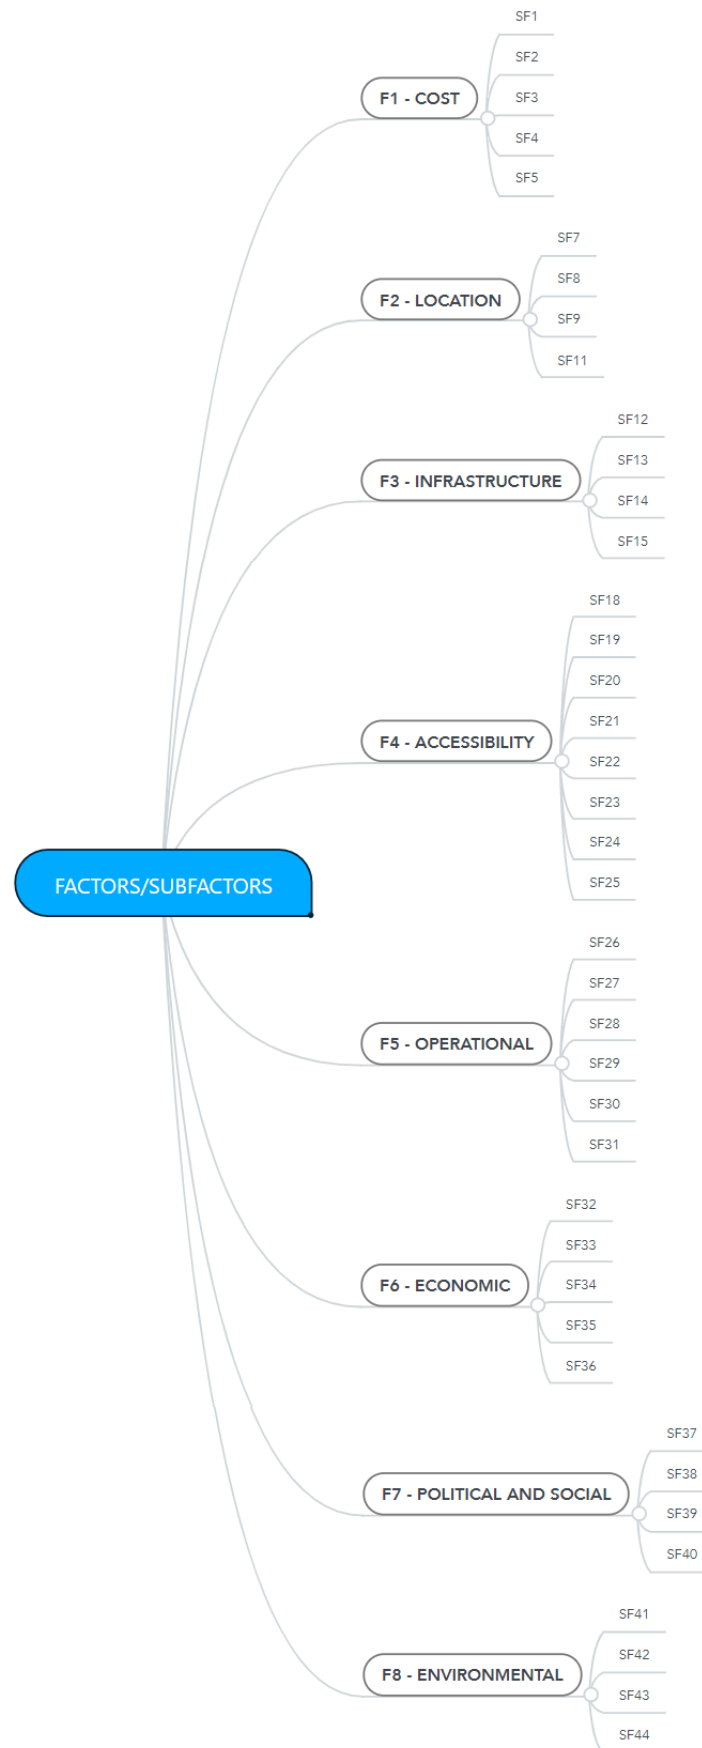 SF1
SF2
F1 - COST
SF3
SF4
SF5
SF7
SF8
F2 - LOCATION
SF9
SF11
SF12
SF13
F3 - INFRASTRUCTURE
SF14
SF15
SF18
SF19
SF20
SF21
F4 - ACCESSIBILITY
SF22
SF23
SF24
SF25
FACTORS/SUBFACTORS
SF26
SF27
SF28
F5 - OPERATIONAL
SF29
SF30
SF31
SF32
SF33
F6 - ECONOMIC
SF34
SF35
SF36
SF37
SF38
F7 - POLITICAL AND SOCIAL
SF39
SF40
SF41
SF42
F8 - ENVIRONMENTAL
SF43
SF44